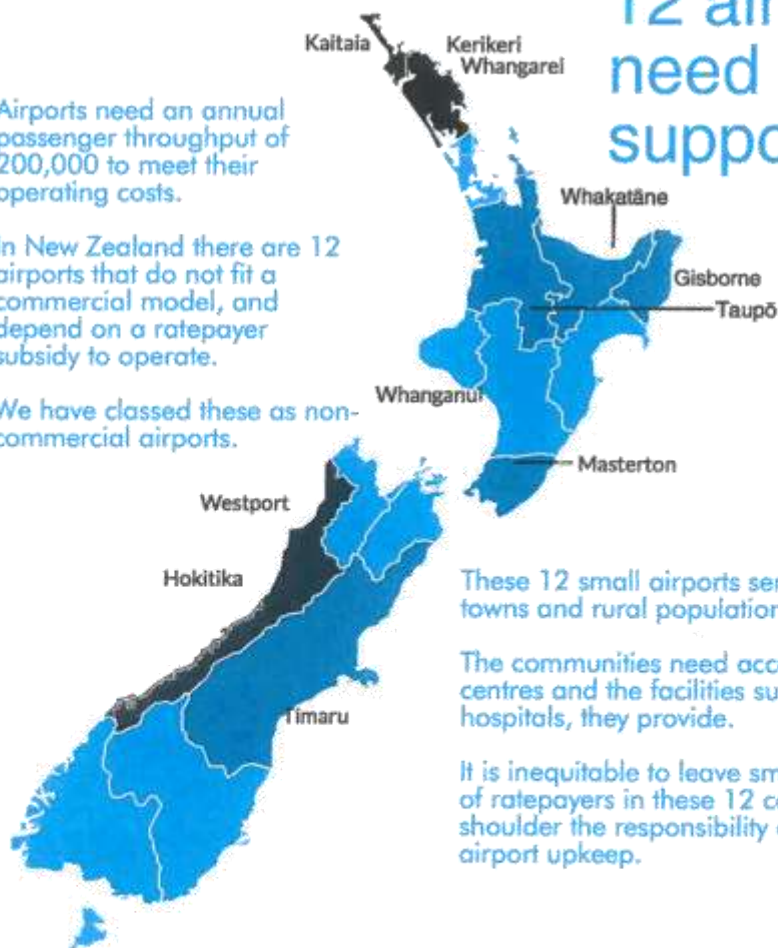 12 air
need
suppo
Airports need an annual
passenger throughput of
200,000 to meet their
operating costs.
In New Zealand there are 12
airports that do not fit a
commercial model, and
depend on a ratepayer
subsidy to operate.
We have classed these as non-
commercial airports.
Kaitaia
Kerikeri
Whangarei
Whakatāne
Gisborne
Taupō
Whanganui
Masterton
Westport
Hokitika
Timaru
These 12 small airports ser
towns and rural population
The communities need acc
centres and the facilities su
hospitals, they provide.
It is inequitable to leave sm
of ratepayers in these 12 c
shoulder the responsibility
airport upkeep.